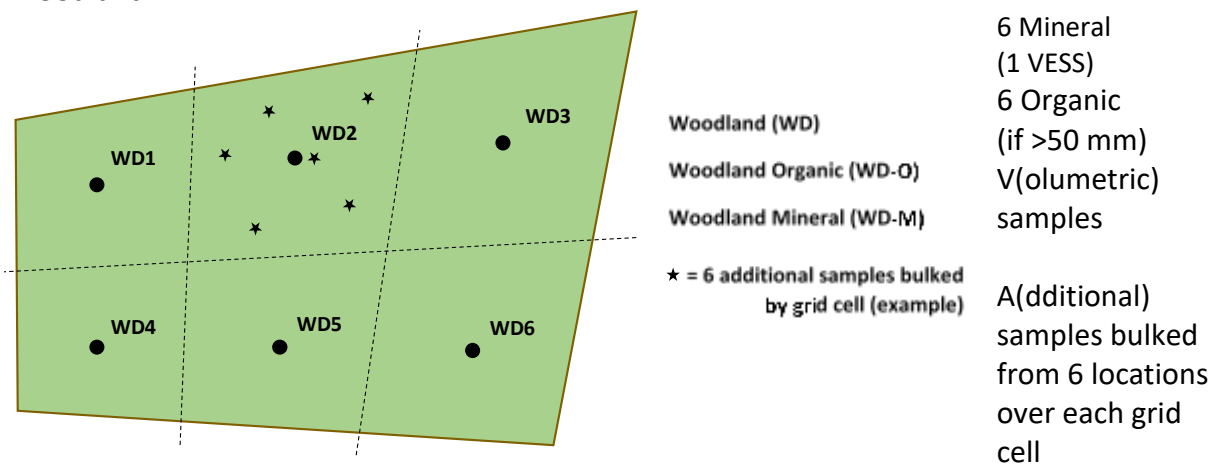 WD1
WD2
WD3
WD4
WD5
WD6
Woodland (WD)
Woodland Organic (WD-O)
Woodland Mineral (WD-M)
★ = 6 additional samples bulked
by grid cell (example)
6 Mineral
(1 VESS)
6 Organic
(if >50 mm)
V(olumetric)
samples
A(dditional)
samples bulked
from 6 locations
over each grid
cell